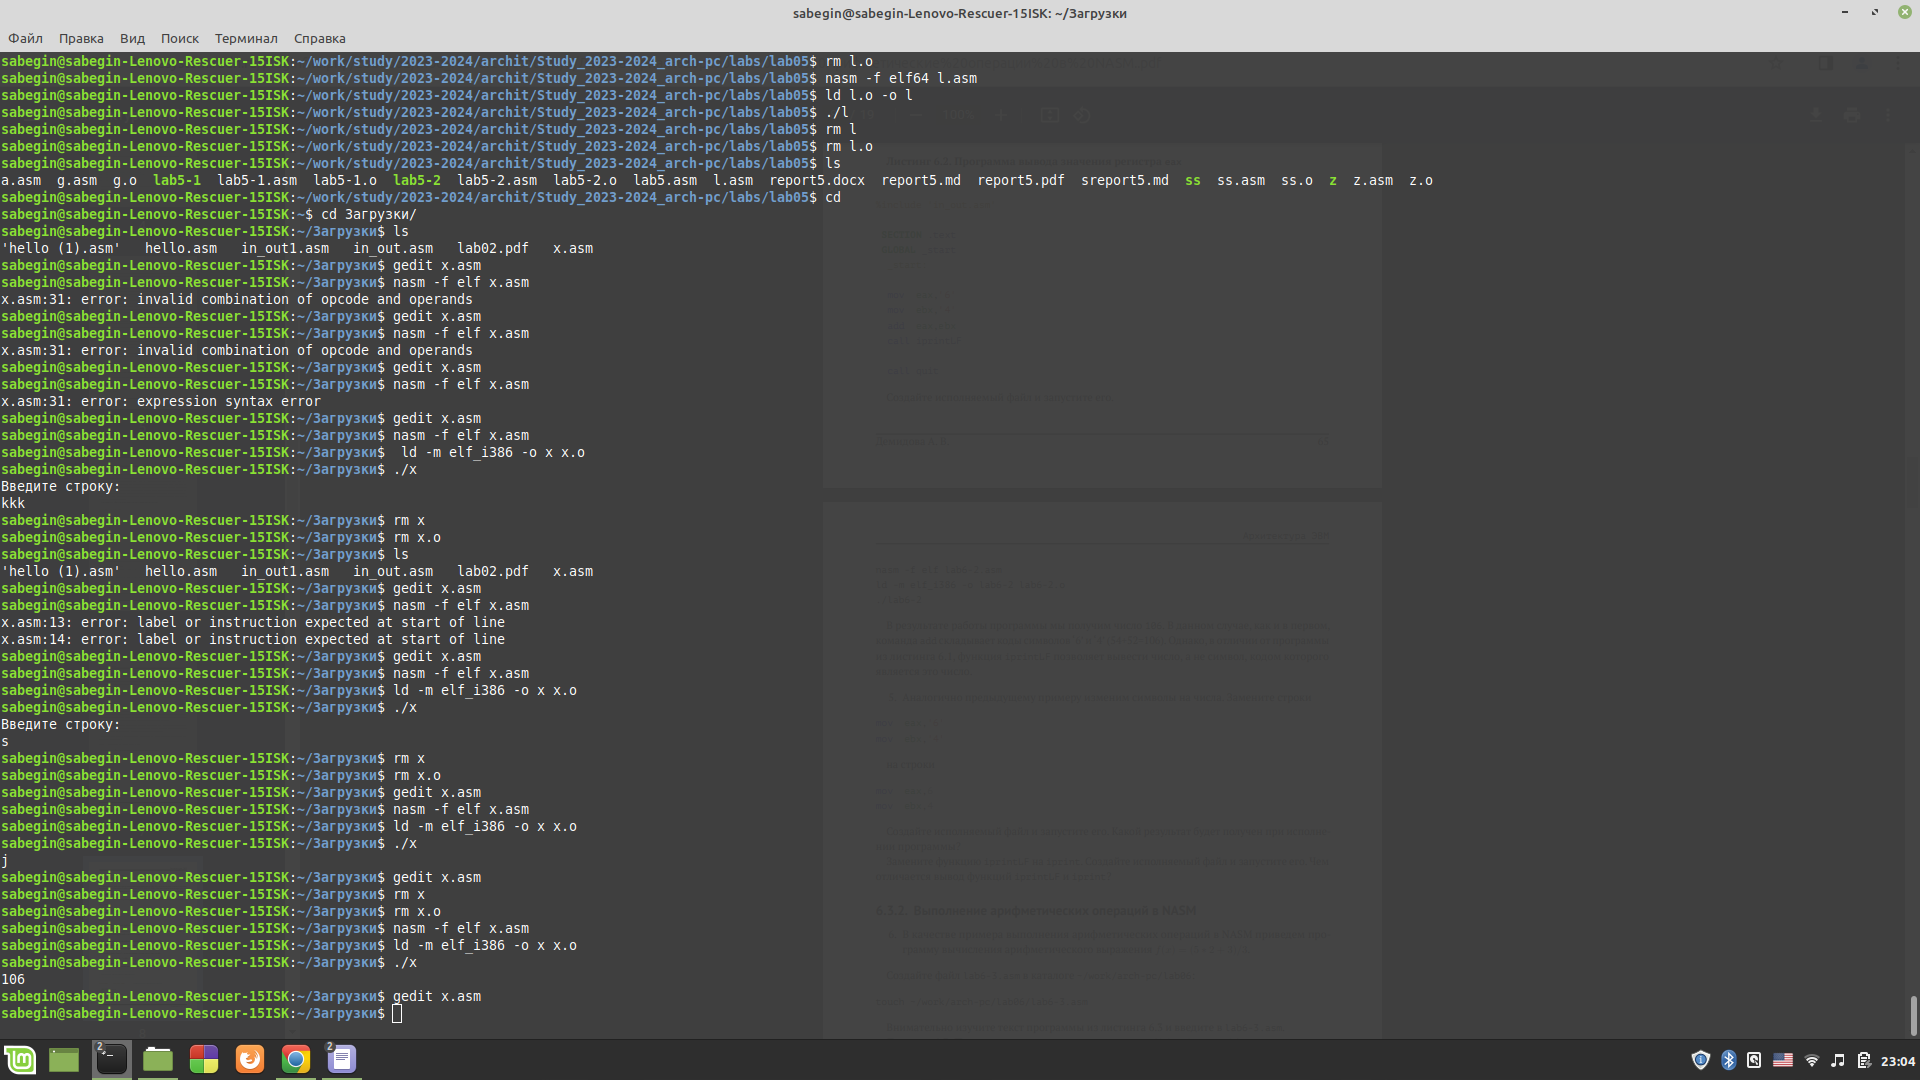 sabegin@sabegin-Lenovo-Rescuer-15ISK: ~/Загрузки
Файл Правка Вид Поиск Терминал Справка
sabegin@sabegin-Lenovo-Rescuer-15ISK:~/work/study/2023-2024/archit/Study_2023-2024_arch-pc/labs/lab05$ rm l.o
sabegin@sabegin-Lenovo-Rescuer-15ISK:~/work/study/2023-2024/archit/Study_2023-2024_arch-pc/labs/lab05$ nasm -f elf64 l.asm
sabegin@sabegin-Lenovo-Rescuer-15ISK:~/work/study/2023-2024/archit/Study_2023-2024_arch-pc/labs/lab05$ ld l.o -o l
sabegin@sabegin-Lenovo-Rescuer-15ISK:~/work/study/2023-2024/archit/Study_2023-2024_arch-pc/labs/lab05$ ./l
sabegin@sabegin-Lenovo-Rescuer-15ISK:~/work/study/2023-2024/archit/Study_2023-2024_arch-pc/labs/lab05$ rm l
sabegin@sabegin-Lenovo-Rescuer-15ISK:~/work/study/2023-2024/archit/Study_2023-2024_arch-pc/labs/lab05$ rm l.o
sabegin@sabegin-Lenovo-Rescuer-15ISK:~/work/study/2023-2024/archit/Study_2023-2024_arch-pc/labs/lab05$ ls
a.asm g.asm g.o lab5-1 lab5-1.asm lab5-1.o lab5-2 lab5-2.asm lab5-2.o lab5.asm l.asm report5.docx report5.md report5.pdf sreport5.md ss ss.asm ss.o z z.asm z.o
sabegin@sabegin-Lenovo-Rescuer-15ISK:~/work/study/2023-2024/archit/Study_2023-2024_arch-pc/labs/lab05$ cd
sabegin@sabegin-Lenovo-Rescuer-15ISK:~$ cd Загрузки/
sabegin@sabegin-Lenovo-Rescuer-15ISK:~/Загрузки$ ls
'hello (1).asm' hello.asm in_out1.asm in_out.asm lab02.pdf x.asm
sabegin@sabegin-Lenovo-Rescuer-15ISK:~/Загрузки$ gedit x.asm
sabegin@sabegin-Lenovo-Rescuer-15ISK:~/Загрузки$ nasm -f elf x.asm
x.asm:31: error: invalid combination of opcode and operands
sabegin@sabegin-Lenovo-Rescuer-15ISK:~/Загрузки$ gedit x.asm
sabegin@sabegin-Lenovo-Rescuer-15ISK:~/Загрузки$ nasm -f elf x.asm
x.asm:31: error: invalid combination of opcode and operands
sabegin@sabegin-Lenovo-Rescuer-15ISK:~/Загрузки$ gedit x.asm
sabegin@sabegin-Lenovo-Rescuer-15ISK:~/Загрузки$ nasm -f elf x.asm
x.asm:31: error: expression syntax error
sabegin@sabegin-Lenovo-Rescuer-15ISK:~/Загрузки$ gedit x.asm
sabegin@sabegin-Lenovo-Rescuer-15ISK:~/Загрузки$ nasm -f elf x.asm
sabegin@sabegin-Lenovo-Rescuer-15ISK:~/Загрузки$  ld -m elf_i386 -o x x.o
sabegin@sabegin-Lenovo-Rescuer-15ISK:~/Загрузки$ ./x
Введите строку:
kkk
sabegin@sabegin-Lenovo-Rescuer-15ISK:~/Загрузки$ rm x
sabegin@sabegin-Lenovo-Rescuer-15ISK:~/Загрузки$ rm x.o
sabegin@sabegin-Lenovo-Rescuer-15ISK:~/Загрузки$ ls
'hello (1).asm' hello.asm in_out1.asm in_out.asm lab02.pdf x.asm
sabegin@sabegin-Lenovo-Rescuer-15ISK:~/Загрузки$ gedit x.asm
sabegin@sabegin-Lenovo-Rescuer-15ISK:~/Загрузки$ nasm -f elf x.asm
x.asm:13: error: label or instruction expected at start of line
x.asm:14: error: label or instruction expected at start of line
sabegin@sabegin-Lenovo-Rescuer-15ISK:~/Загрузки$ gedit x.asm
sabegin@sabegin-Lenovo-Rescuer-15ISK:~/Загрузки$ nasm -f elf x.asm
sabegin@sabegin-Lenovo-Rescuer-15ISK:~/Загрузки$ ld -m elf_i386 -o x x.o
sabegin@sabegin-Lenovo-Rescuer-15ISK:~/Загрузки$ ./x
Введите строку:
s
sabegin@sabegin-Lenovo-Rescuer-15ISK:~/Загрузки$ rm x
sabegin@sabegin-Lenovo-Rescuer-15ISK:~/Загрузки$ rm x.o
sabegin@sabegin-Lenovo-Rescuer-15ISK:~/Загрузки$ gedit x.asm
sabegin@sabegin-Lenovo-Rescuer-15ISK:~/Загрузки$ nasm -f elf x.asm
sabegin@sabegin-Lenovo-Rescuer-15ISK:~/Загрузки$ ld -m elf_i386 -o x x.o
sabegin@sabegin-Lenovo-Rescuer-15ISK:~/Загрузки$ ./x
j
sabegin@sabegin-Lenovo-Rescuer-15ISK:~/Загрузки$ gedit x.asm
sabegin@sabegin-Lenovo-Rescuer-15ISK:~/Загрузки$ rm x
sabegin@sabegin-Lenovo-Rescuer-15ISK:~/Загрузки$ rm x.o
sabegin@sabegin-Lenovo-Rescuer-15ISK:~/Загрузки$ nasm -f elf x.asm
sabegin@sabegin-Lenovo-Rescuer-15ISK:~/Загрузки$ ld -m elf_i386 -o x x.o
sabegin@sabegin-Lenovo-Rescuer-15ISK:~/Загрузки$ ./x
106
sabegin@sabegin-Lenovo-Rescuer-15ISK:~/Загрузки$ gedit x.asm
sabegin@sabegin-Lenovo-Rescuer-15ISK:~/Загрузки$
2
2
23:04